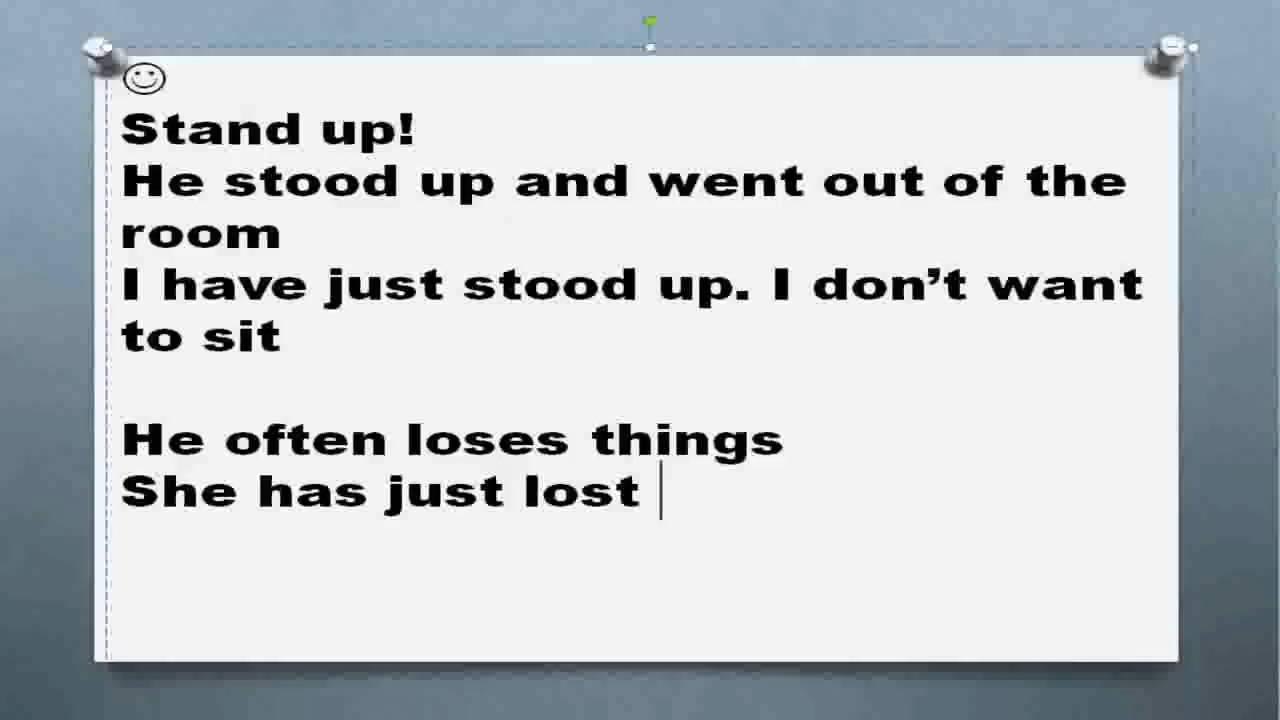 Stand up!
He stood up and went out of the
room
I have just stood up. I don’t want
to sit
He often loses things
She has just lost